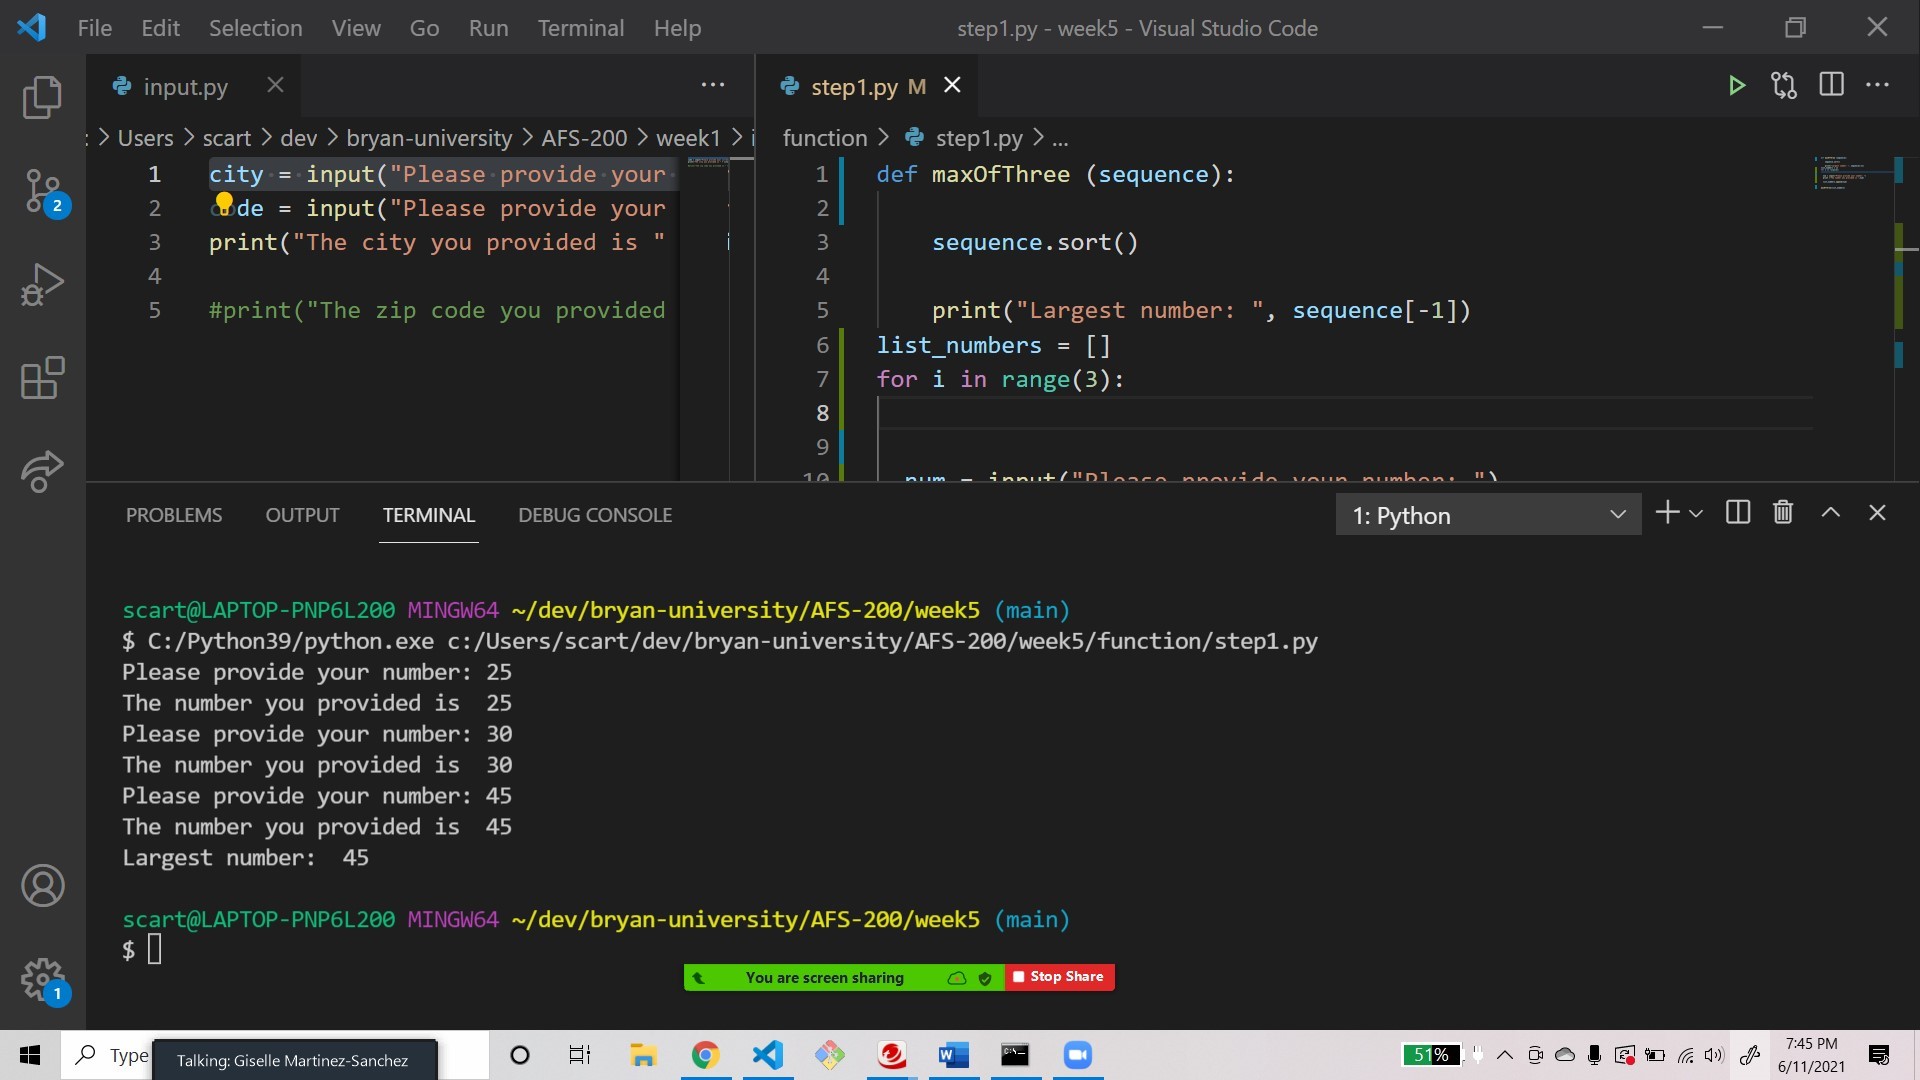 File Edit Selection View Go Run Terminal Help step1.py - week5 - Visual Studio Code
input.py
Users > scart > dev > bryan-university > AFS-200 > week1 >
1 city = input("Please provide your
2 de = input("Please provide your
3 print("The city you provided is "
4
5 #print("The zip code you provided
step1.py M
function > step1.py > ...
1 def maxOfThree (sequence):
2
3 sequence.sort()
4
5 print("Largest number: ", sequence[-1])
6 list_numbers = []
7 for i in range(3):
8
9
10 num = input("Please provide your number: ")
2
1
PROBLEMS OUTPUT TERMINAL DEBUG CONSOLE 1: Python
scart@LAPTOP-PNP6L200 MINGW64 ~/dev/bryan-university/AFS-200/week5 (main)
$ C:/Python39/python.exe c:/Users/scart/dev/bryan-university/AFS-200/week5/function/step1.py
Please provide your number: 25
The number you provided is  25
Please provide your number: 30
The number you provided is  30
Please provide your number: 45
The number you provided is  45
Largest number:  45
scart@LAPTOP-PNP6L200 MINGW64 ~/dev/bryan-university/AFS-200/week5 (main)
$
You are screen sharing Stop Share
Type
Talking: Giselle Martinez-Sanchez
51%
7:45 PM
6/11/2021